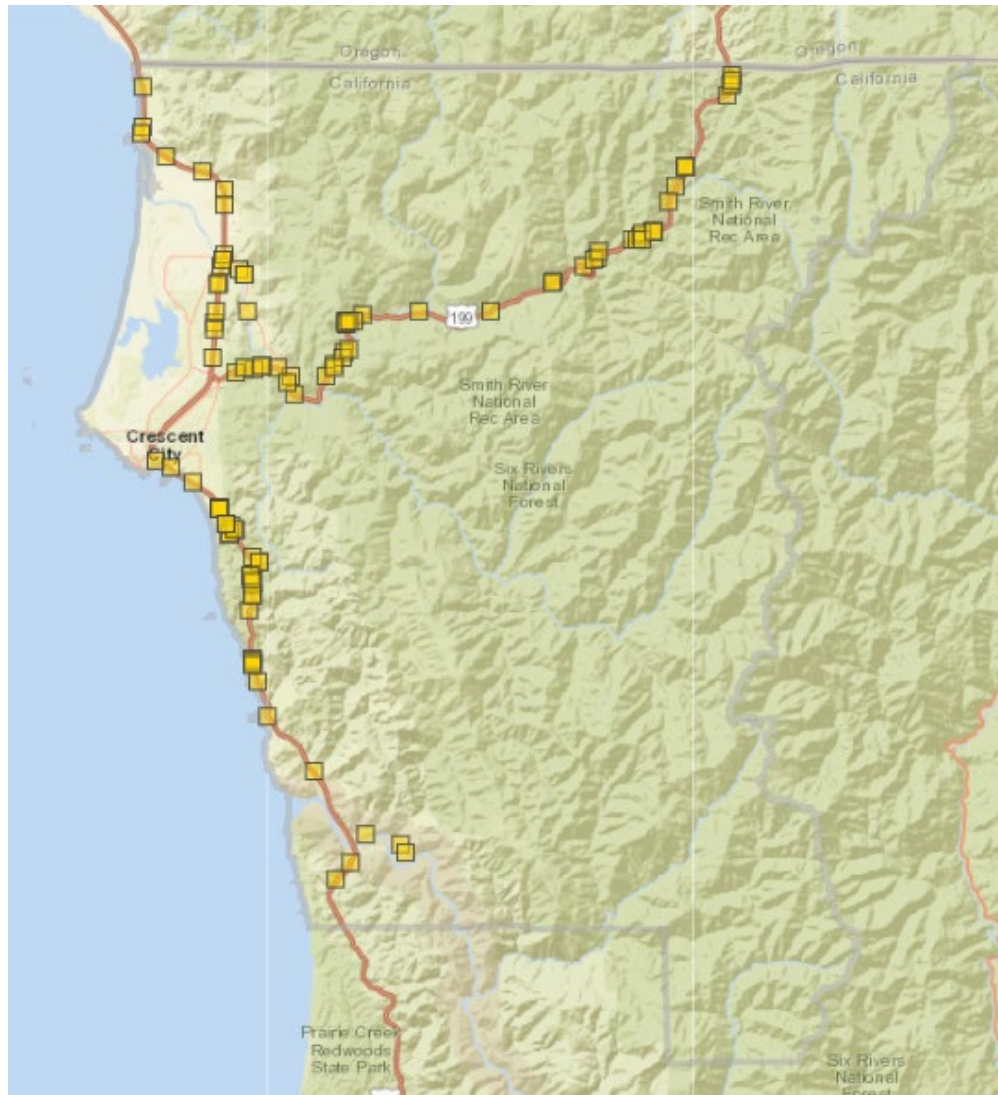 Oregon
Oregon
California
California
Smith River
National
Rec Area
199
Smith River
National
Rec Area
Crescent
City
Six Rivers
National
Forest
Prairie Creek
Redwoods
State Park
Six Rivers
National
Forest